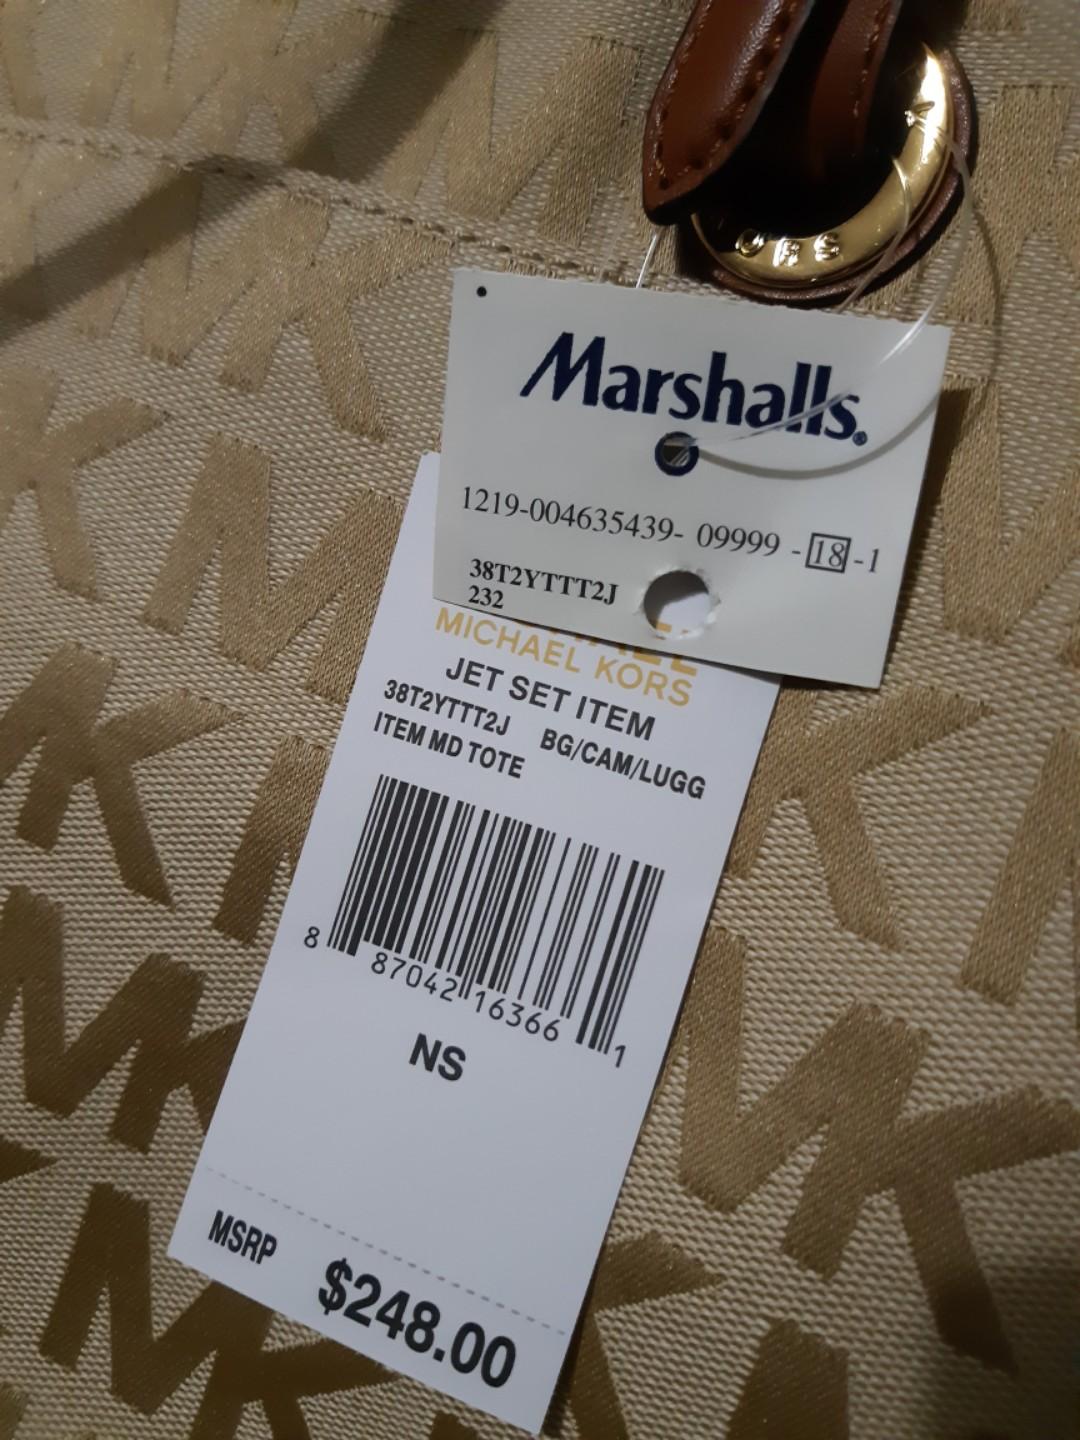 ORS
Marshalls®
1219-004635439- 09999 - 18 -1
38T2YTTT2J
232
MICHAEL KORS
JET SET ITEM
38T2YTTT2J BG/CAM/LUGG
ITEM MD TOTE
8 87042 16366 1
NS
MSRP $248.00